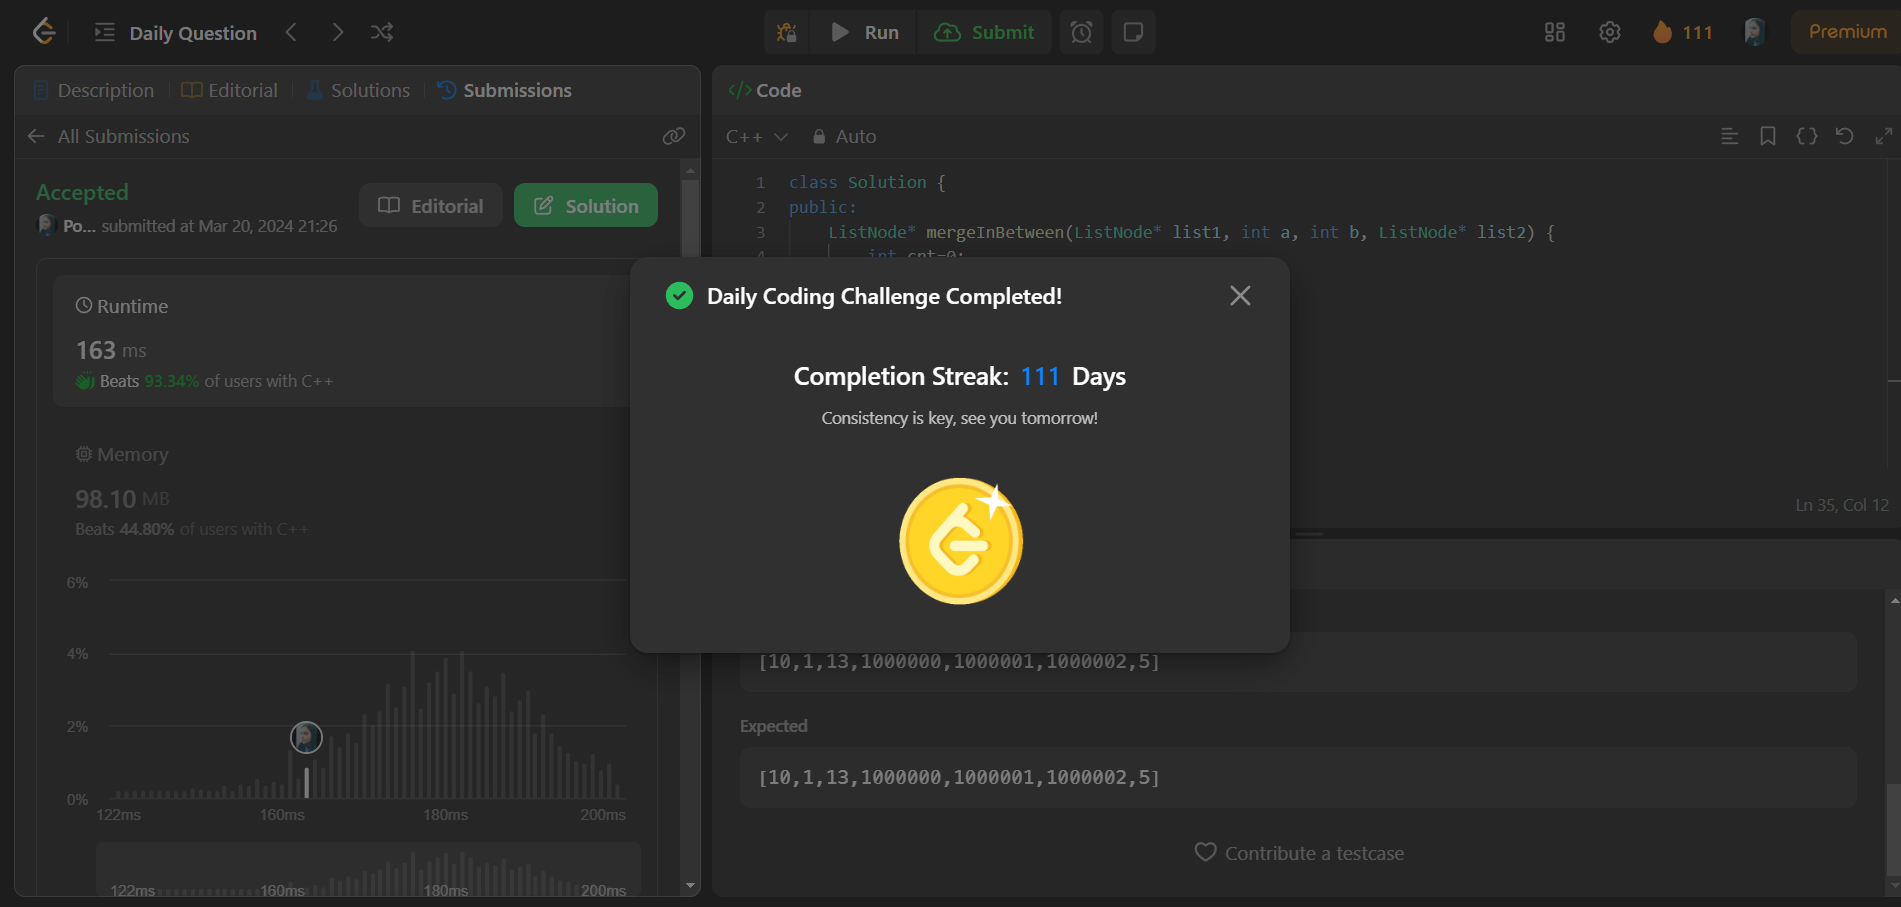 Daily Question
Run
Submit
111
Premium
Description
Editorial
Solutions
Submissions
All Submissions
Accepted
Po... submitted at Mar 20, 2024 21:26
Editorial
Solution
Runtime
163 ms
Beats 93.34% of users with C++
Memory
98.10 MB
Beats 44.80% of users with C++
6%
4%
2%
0%
122ms
160ms
180ms
200ms
122ms
160ms
180ms
200ms
</> Code
C++
Auto
1 class Solution {
2 public:
3 ListNode* mergeInBetween(ListNode* list1, int a, int b, ListNode* list2) {
4 int cnt=0;
Daily Coding Challenge Completed!
Completion Streak: 111 Days
Consistency is key, see you tomorrow!
Ln 35, Col 12
[10,1,13,1000000,1000001,1000002,5]
Expected
[10,1,13,1000000,1000001,1000002,5]
Contribute a testcase